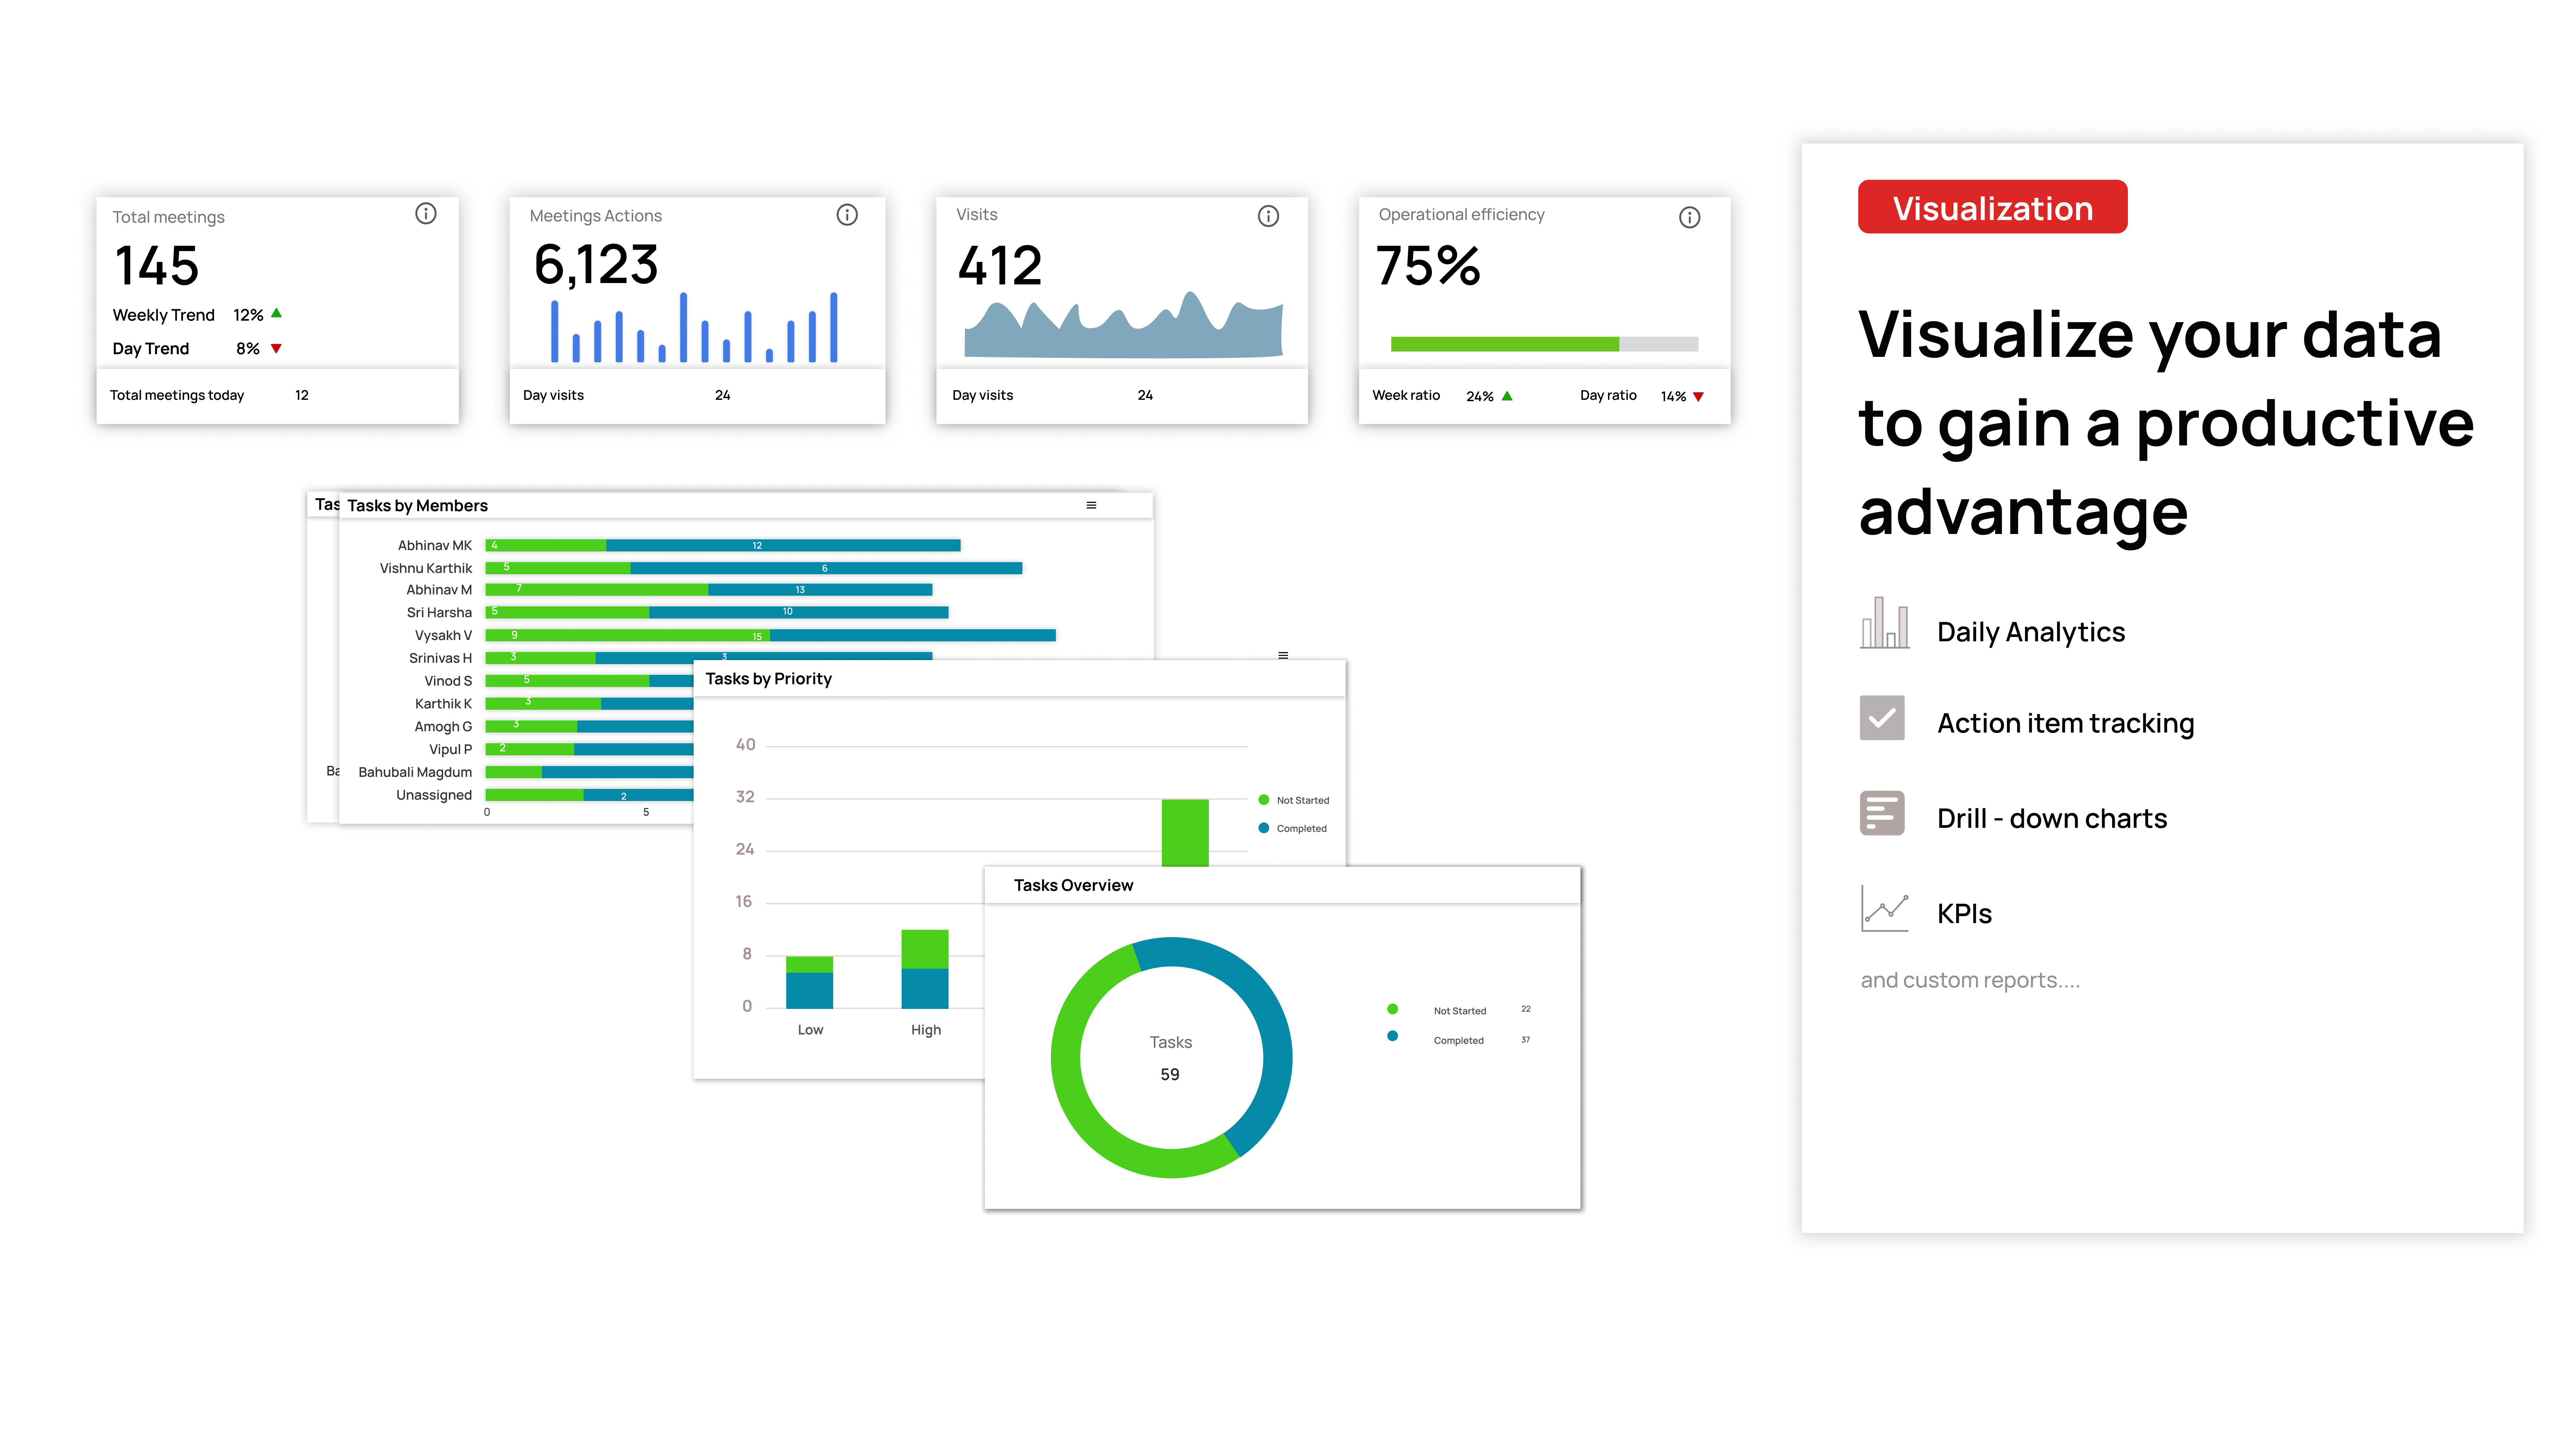 Total meetings
145
Weekly Trend 12%
Day Trend 8%
Total meetings today 12
Meetings Actions
6,123
Day visits 24
Visits
412
Day visits 24
Operational efficiency
75%
Week ratio 24% Day ratio 14%
Tas
Ba
Tasks by Members
Abhinav MK 4 12
Vishnu Karthik 5 6
Abhinav M 7 13
Sri Harsha 5 10
Vysakh V 9 15
Srinivas H 3 3
Vinod S 5
Karthik K 3
Amogh G 3
Vipul P 2
Bahubali Magdum
Unassigned 2
0 5
Tasks by Priority
40
32
24
16
8
0
Low High
Not Started
Completed
Tasks Overview
Tasks
59
Not Started 22
Completed 37
Visualization
Visualize your data
to gain a productive
advantage
Daily Analytics
Action item tracking
Drill - down charts
KPIs
and custom reports....